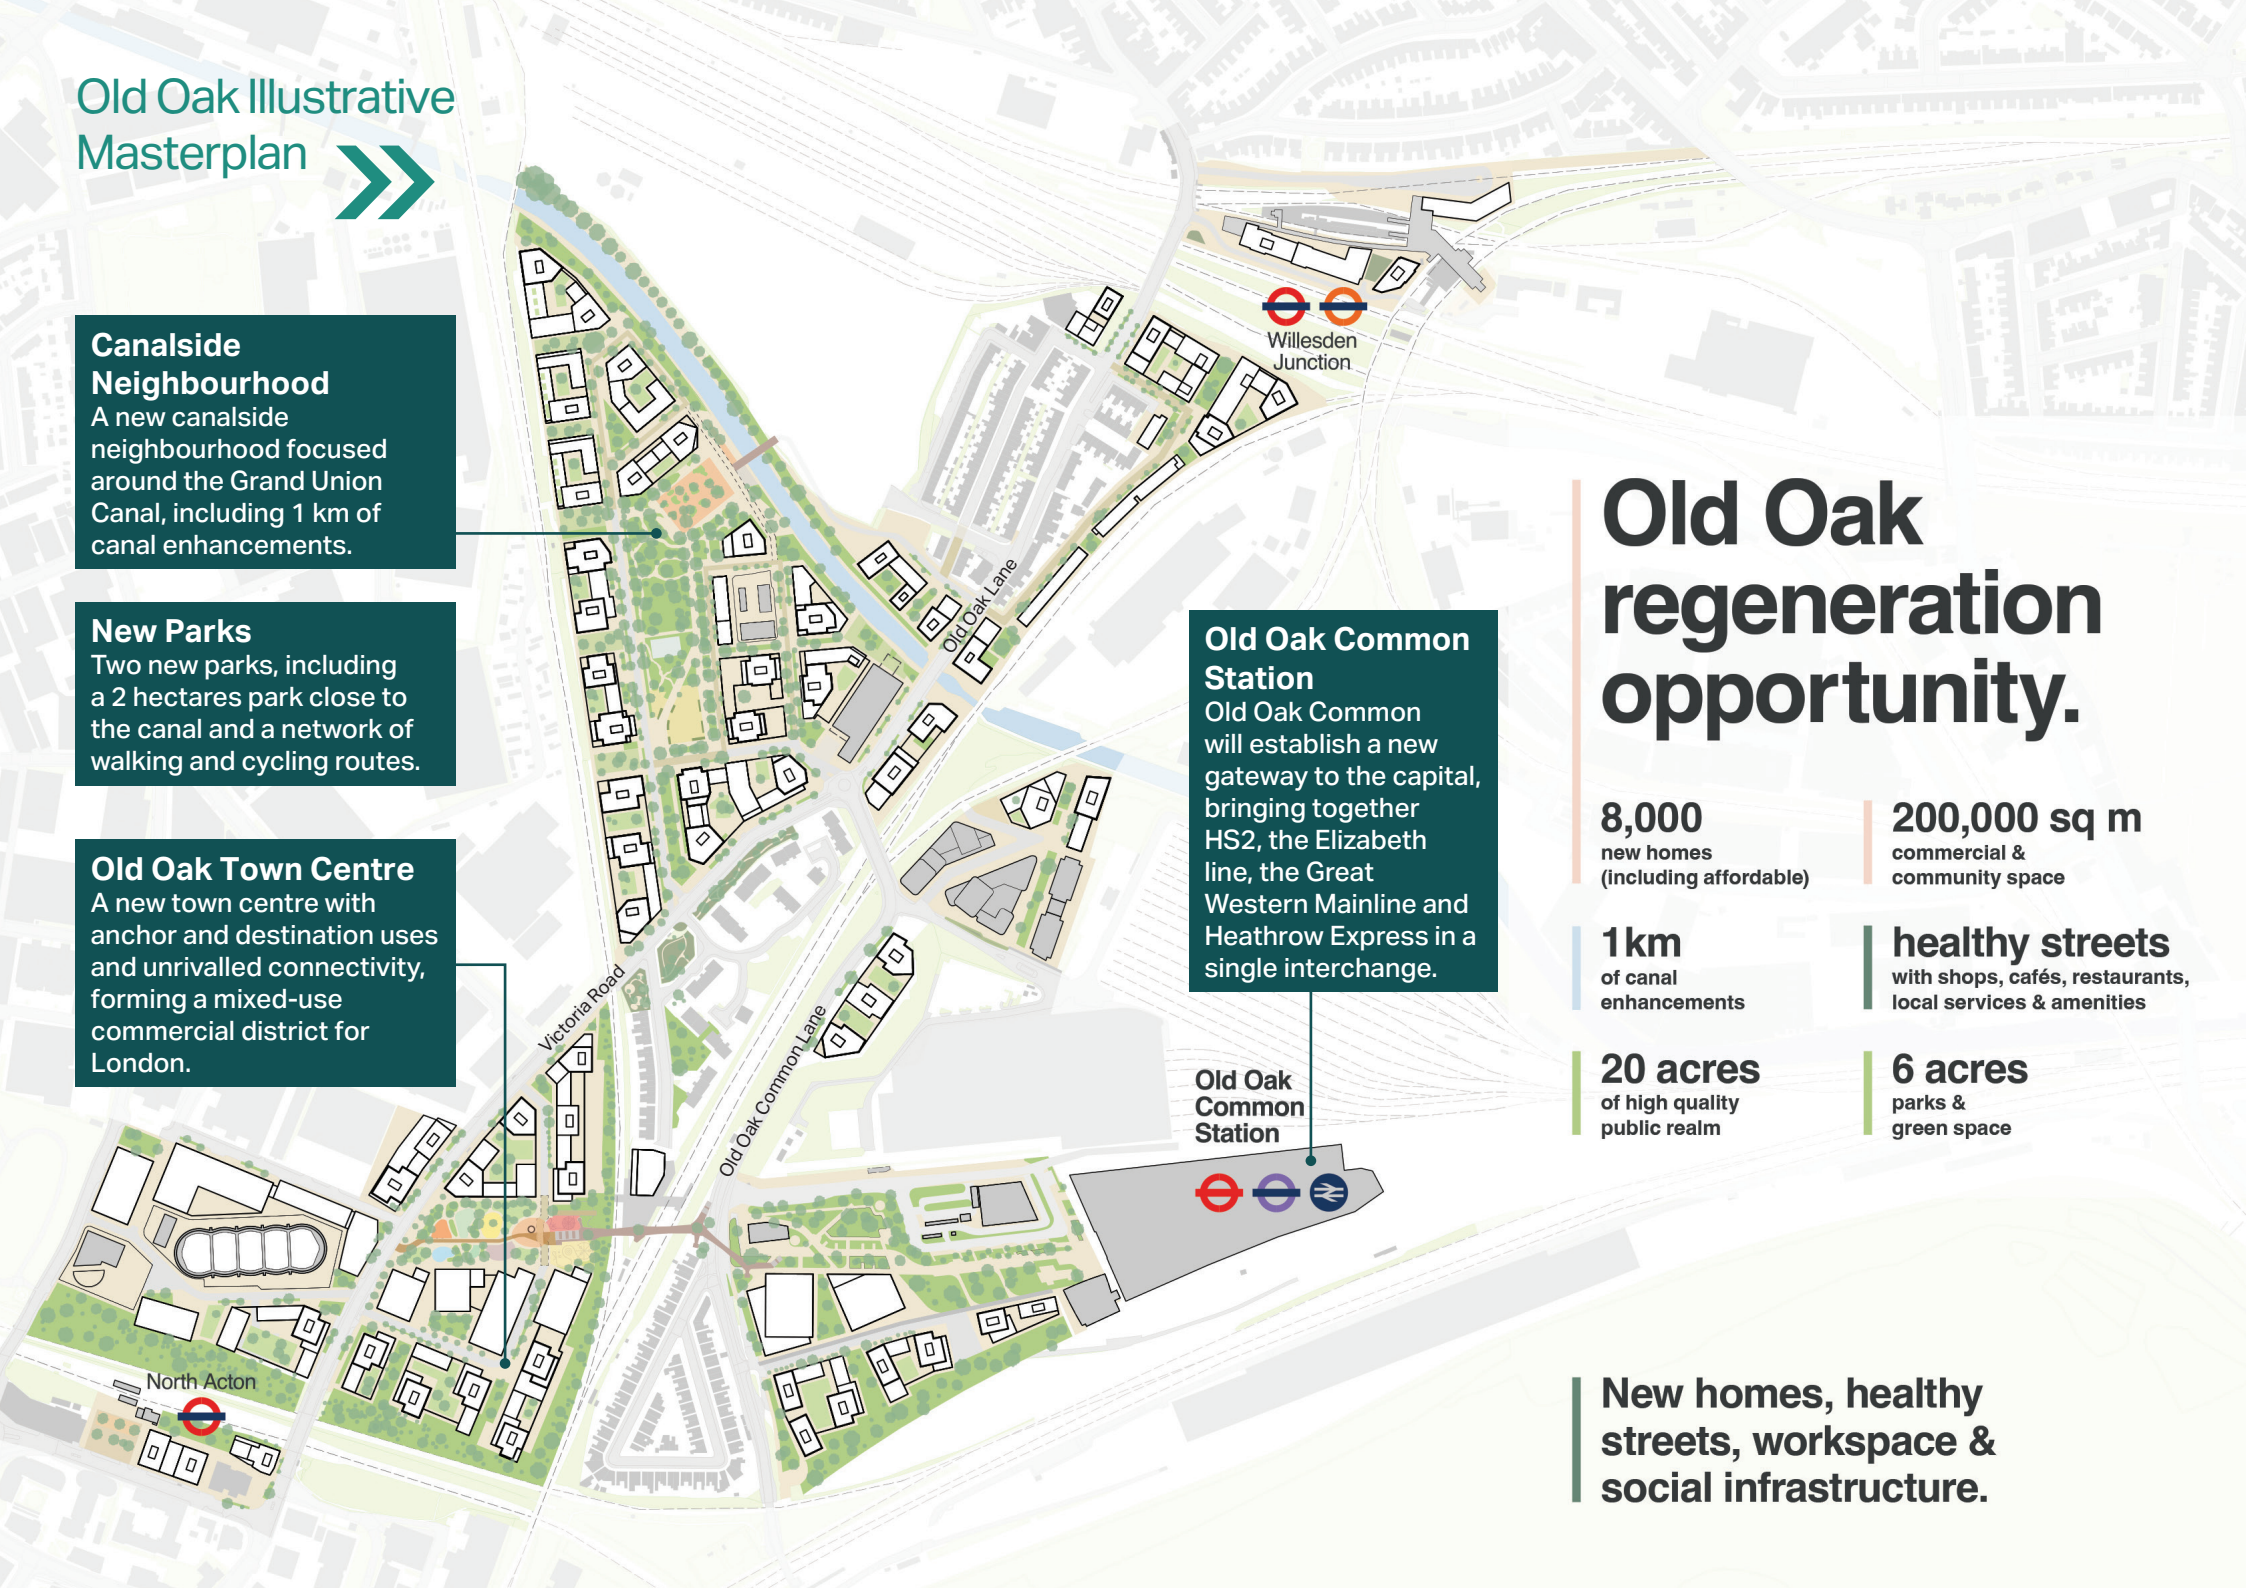 Old Oak Illustrative
Masterplan
Canalside
Neighbourhood
A new canalside
neighbourhood focused
around the Grand Union
Canal, including 1 km of
canal enhancements.
New Parks
Two new parks, including
a 2 hectares park close to
the canal and a network of
walking and cycling routes.
Old Oak Town Centre
A new town centre with
anchor and destination uses
and unrivalled connectivity,
forming a mixed-use
commercial district for
London.
Willesden
Junction
Old Oak Lane
Victoria Road
Old Oak Common Lane
North Acton
Old Oak Common
Station
Old Oak Common
will establish a new
gateway to the capital,
bringing together
HS2, the Elizabeth
line, the Great
Western Mainline and
Heathrow Express in a
single interchange.
Old Oak
Common
Station
Old Oak
regeneration
opportunity.
8,000
new homes
(including affordable)
200,000 sq m
commercial &
community space
1km
of canal
enhancements
healthy streets
with shops, cafés, restaurants,
local services & amenities
20 acres
of high quality
public realm
6 acres
parks &
green space
New homes, healthy
streets, workspace &
social infrastructure.